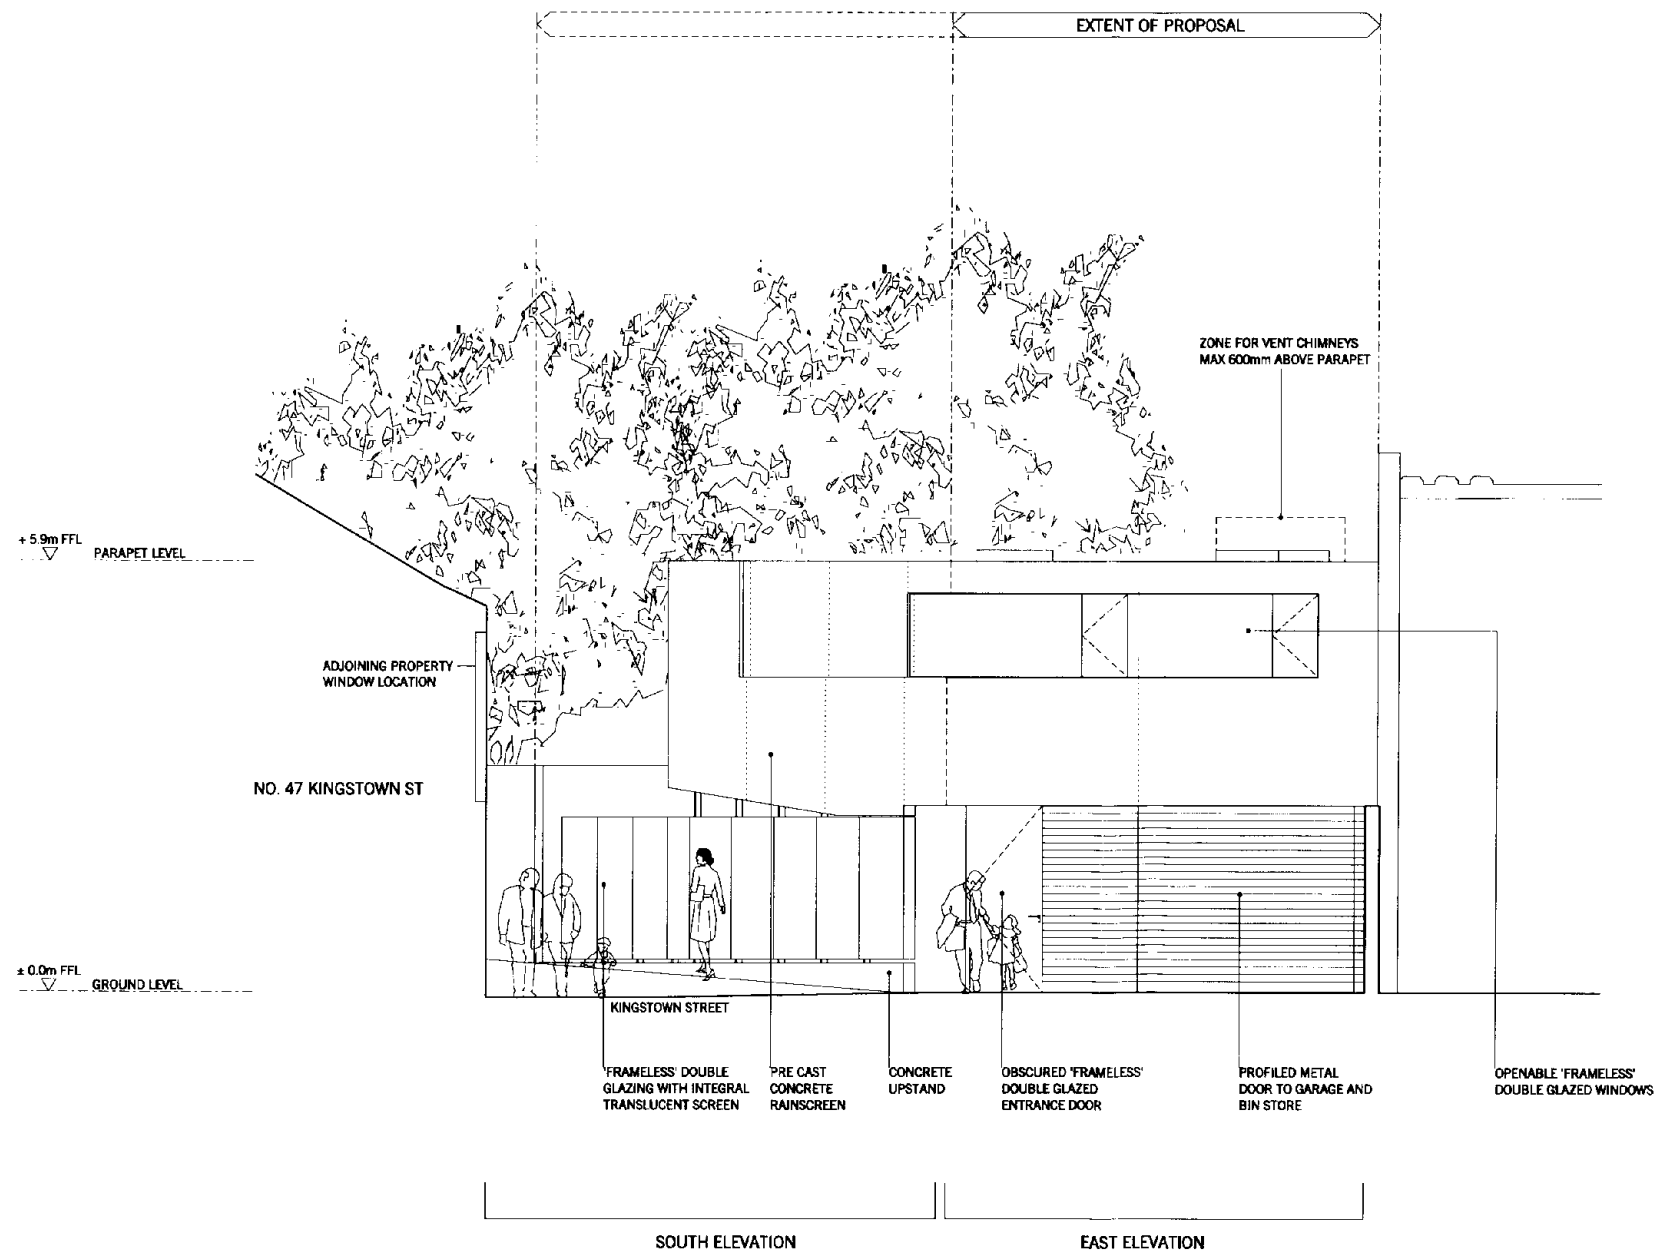 EXTENT OF PROPOSAL
ZONE FOR VENT CHIMNEYS
MAX 600mm ABOVE PARAPET
+ 5.9m FFL
PARAPET LEVEL
ADJOINING PROPERTY
WINDOW LOCATION
NO. 47 KINGSTOWN ST
± 0.0m FFL
GROUND LEVEL
KINGSTOWN STREET
'FRAMELESS' DOUBLE
GLAZING WITH INTEGRAL
TRANSLUCENT SCREEN
PRE CAST
CONCRETE
RAINSCREEN
CONCRETE
UPSTAND
OBSCURED 'FRAMELESS'
DOUBLE GLAZED
ENTRANCE DOOR
PROFILED METAL
DOOR TO GARAGE AND
BIN STORE
OPENABLE 'FRAMELESS'
DOUBLE GLAZED WINDOWS
SOUTH ELEVATION
EAST ELEVATION